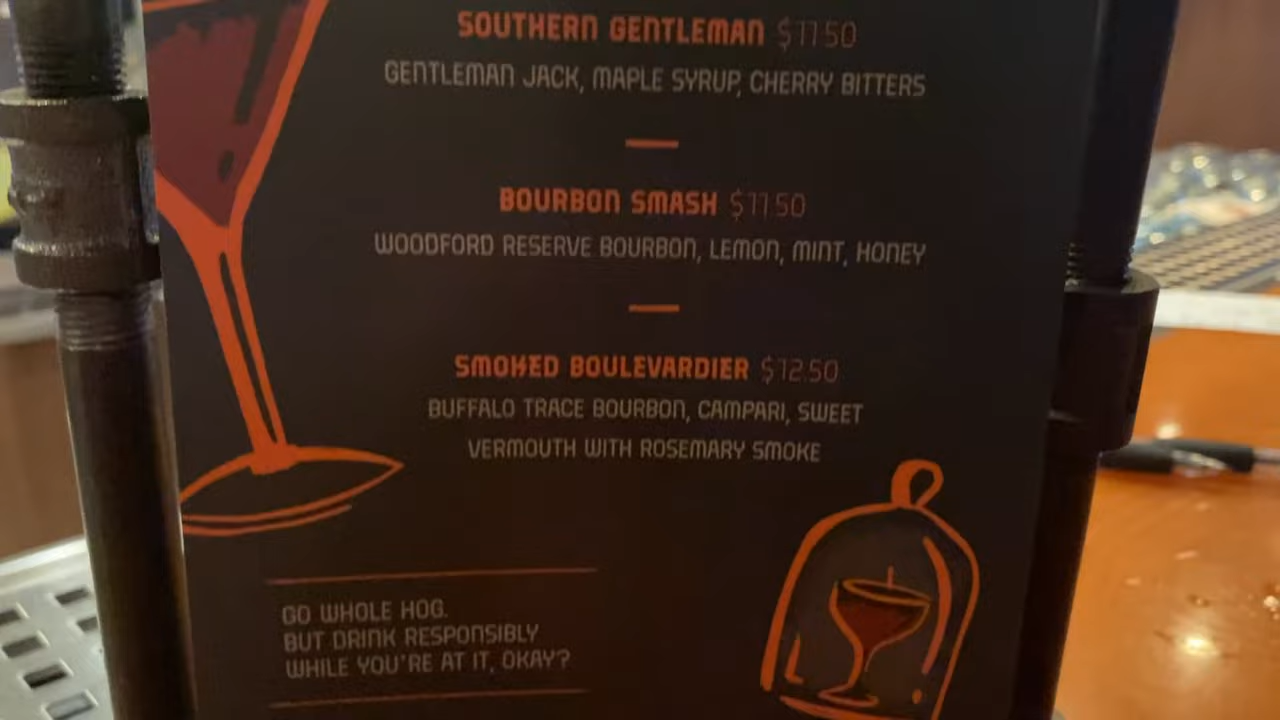 SOUTHERN GENTLEMAN $11.50
GENTLEMAN JACK, MAPLE SYRUP, CHERRY BITTERS
BOURBON SMASH $11.50
WOODFORD RESERVE BOURBON, LEMON, MINT, HONEY
SMOKED BOULEVARDIER $12.50
BUFFALO TRACE BOURBON, CAMPARI, SWEET
VERMOUTH WITH ROSEMARY SMOKE
GO WHOLE HOG.
BUT DRINK RESPONSIBLY
WHILE YOU'RE AT IT, OKAY?